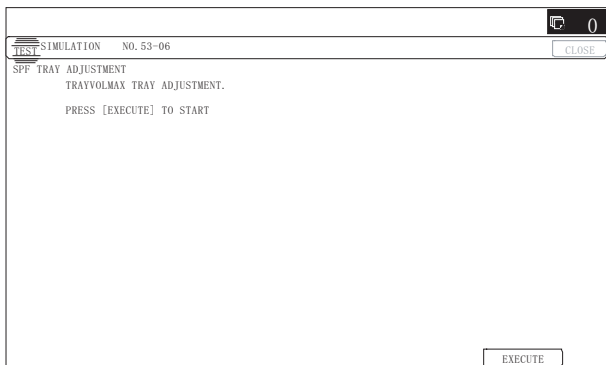 0
TEST SIMULATION NO. 53-06
CLOSE
SPF TRAY ADJUSTMENT
TRAYVOLMAX TRAY ADJUSTMENT.
PRESS [EXECUTE] TO START
EXECUTE